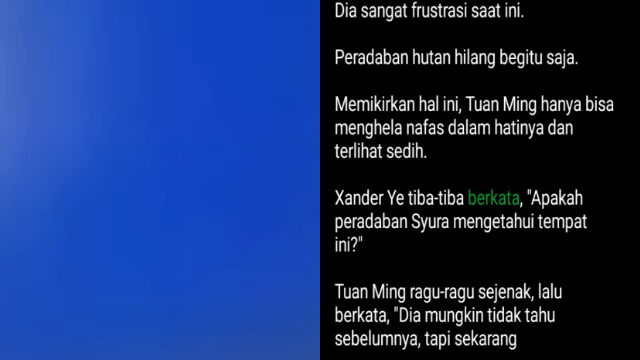 Dia sangat frustrasi saat ini.
Peradaban hutan hilang begitu saja.
Memikirkan hal ini, Tuan Ming hanya bisa
menghela nafas dalam hatinya dan
terlihat sedih.
Xander Ye tiba-tiba berkata, "Apakah
peradaban Syura mengetahui tempat
ini?"
Tuan Ming ragu-ragu sejenak, lalu
berkata, "Dia mungkin tidak tahu
sebelumnya, tapi sekarang